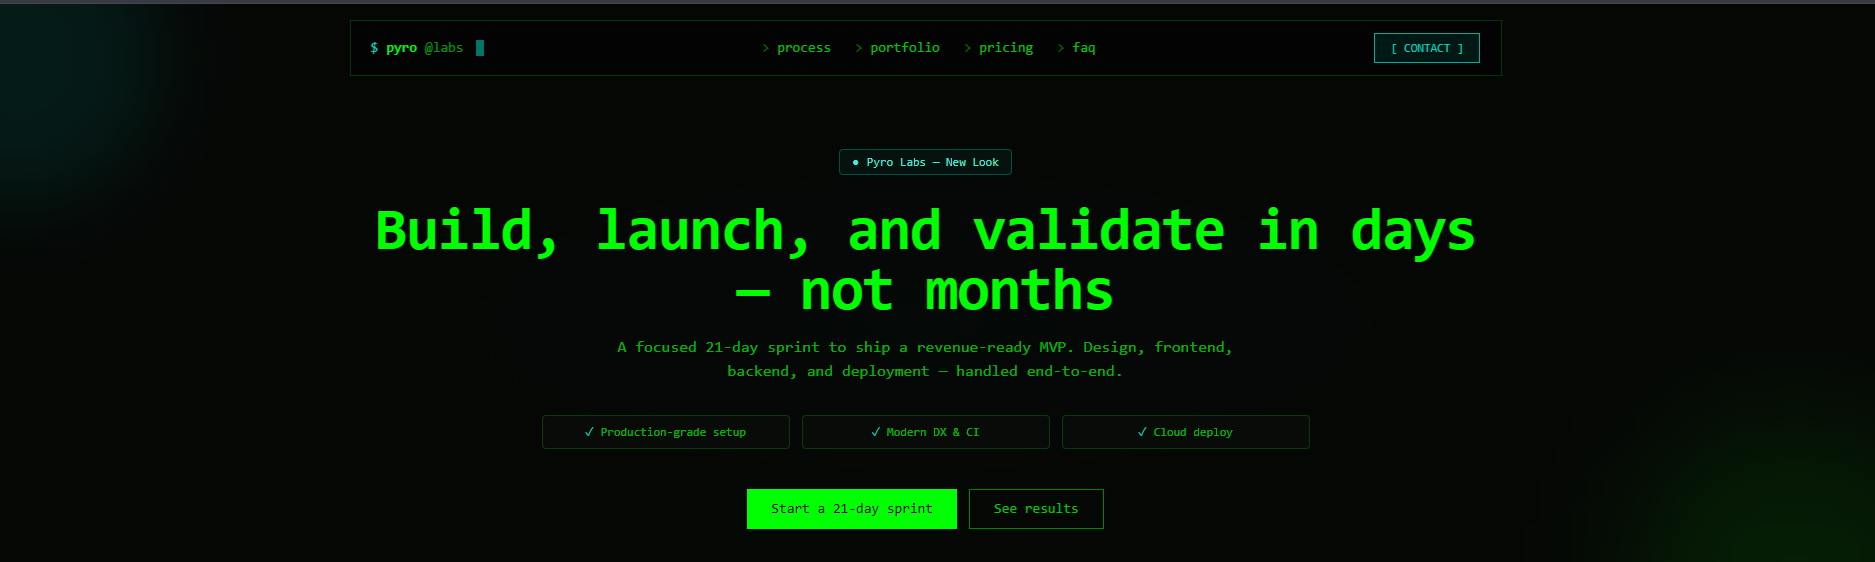 $ pyro @labs
> process > portfolio > pricing > faq
[ CONTACT ]
● Pyro Labs — New Look
Build, launch, and validate in days
— not months
A focused 21-day sprint to ship a revenue-ready MVP. Design, frontend,
backend, and deployment — handled end-to-end.
✓ Production-grade setup
✓ Modern DX & CI
✓ Cloud deploy
Start a 21-day sprint
See results